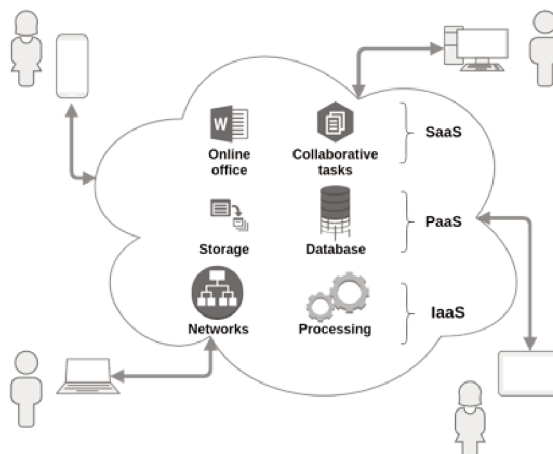 W
Online
office
Collaborative
tasks
SaaS
Storage
Database
PaaS
Networks
Processing
IaaS